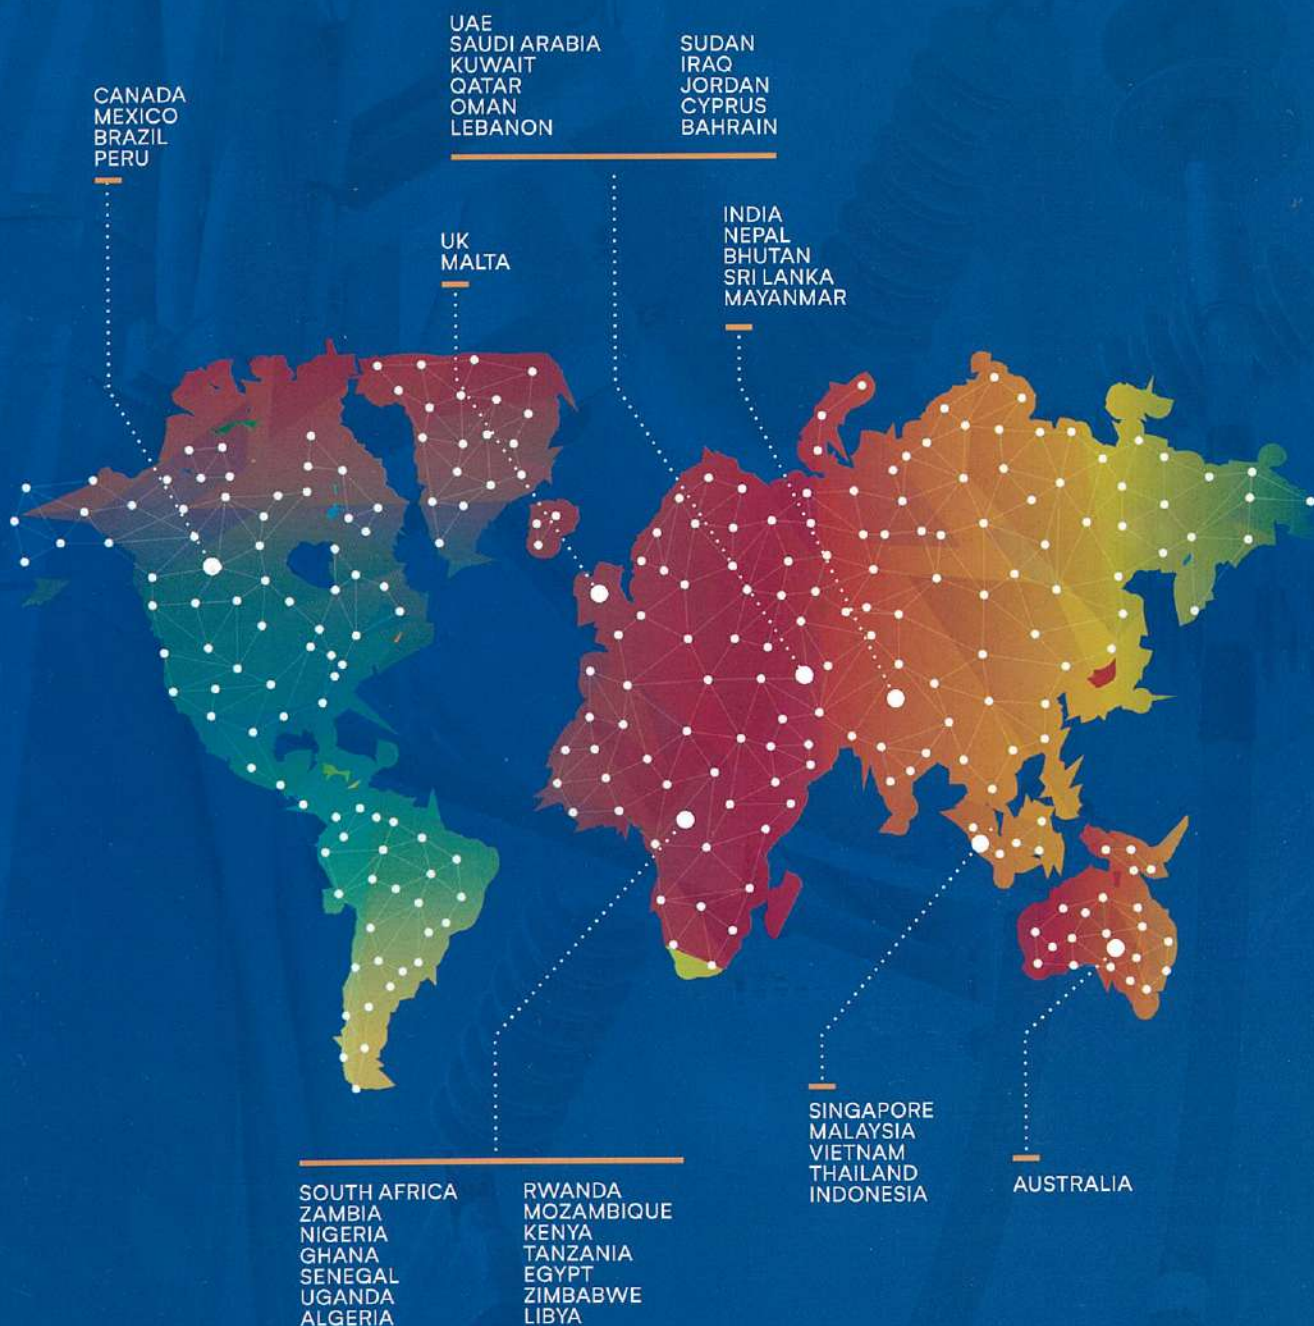 UAE
SAUDI ARABIA
KUWAIT
QATAR
OMAN
LEBANON
SUDAN
IRAQ
JORDAN
CYPRUS
BAHRAIN
CANADA
MEXICO
BRAZIL
PERU
UK
MALTA
INDIA
NEPAL
BHUTAN
SRI LANKA
MAYANMAR
SINGAPORE
MALAYSIA
VIETNAM
THAILAND
INDONESIA
AUSTRALIA
SOUTH AFRICA
ZAMBIA
NIGERIA
GHANA
SENEGAL
UGANDA
ALGERIA
RWANDA
MOZAMBIQUE
KENYA
TANZANIA
EGYPT
ZIMBABWE
LIBYA